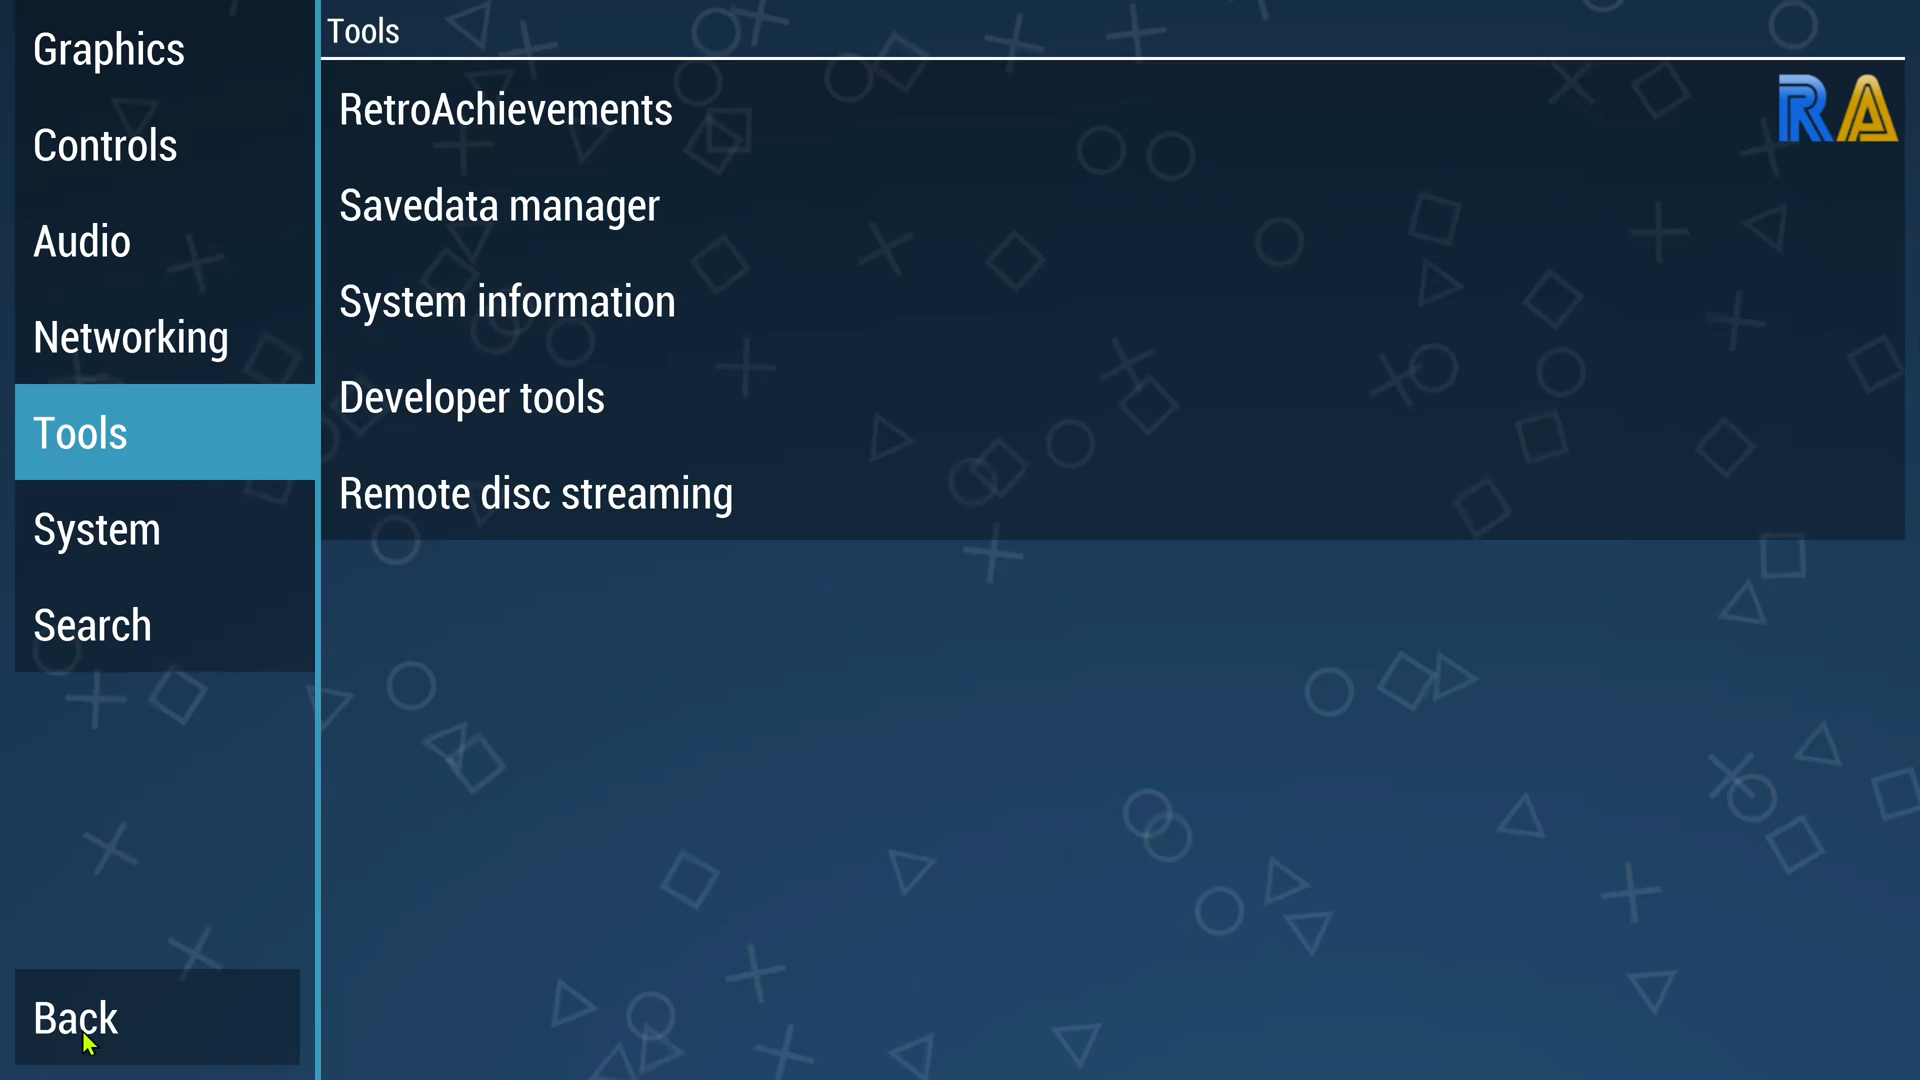 Graphics
Controls
Audio
Networking
Tools
System
Search
Back
Tools
RetroAchievements
RA
Savedata manager
System information
Developer tools
Remote disc streaming